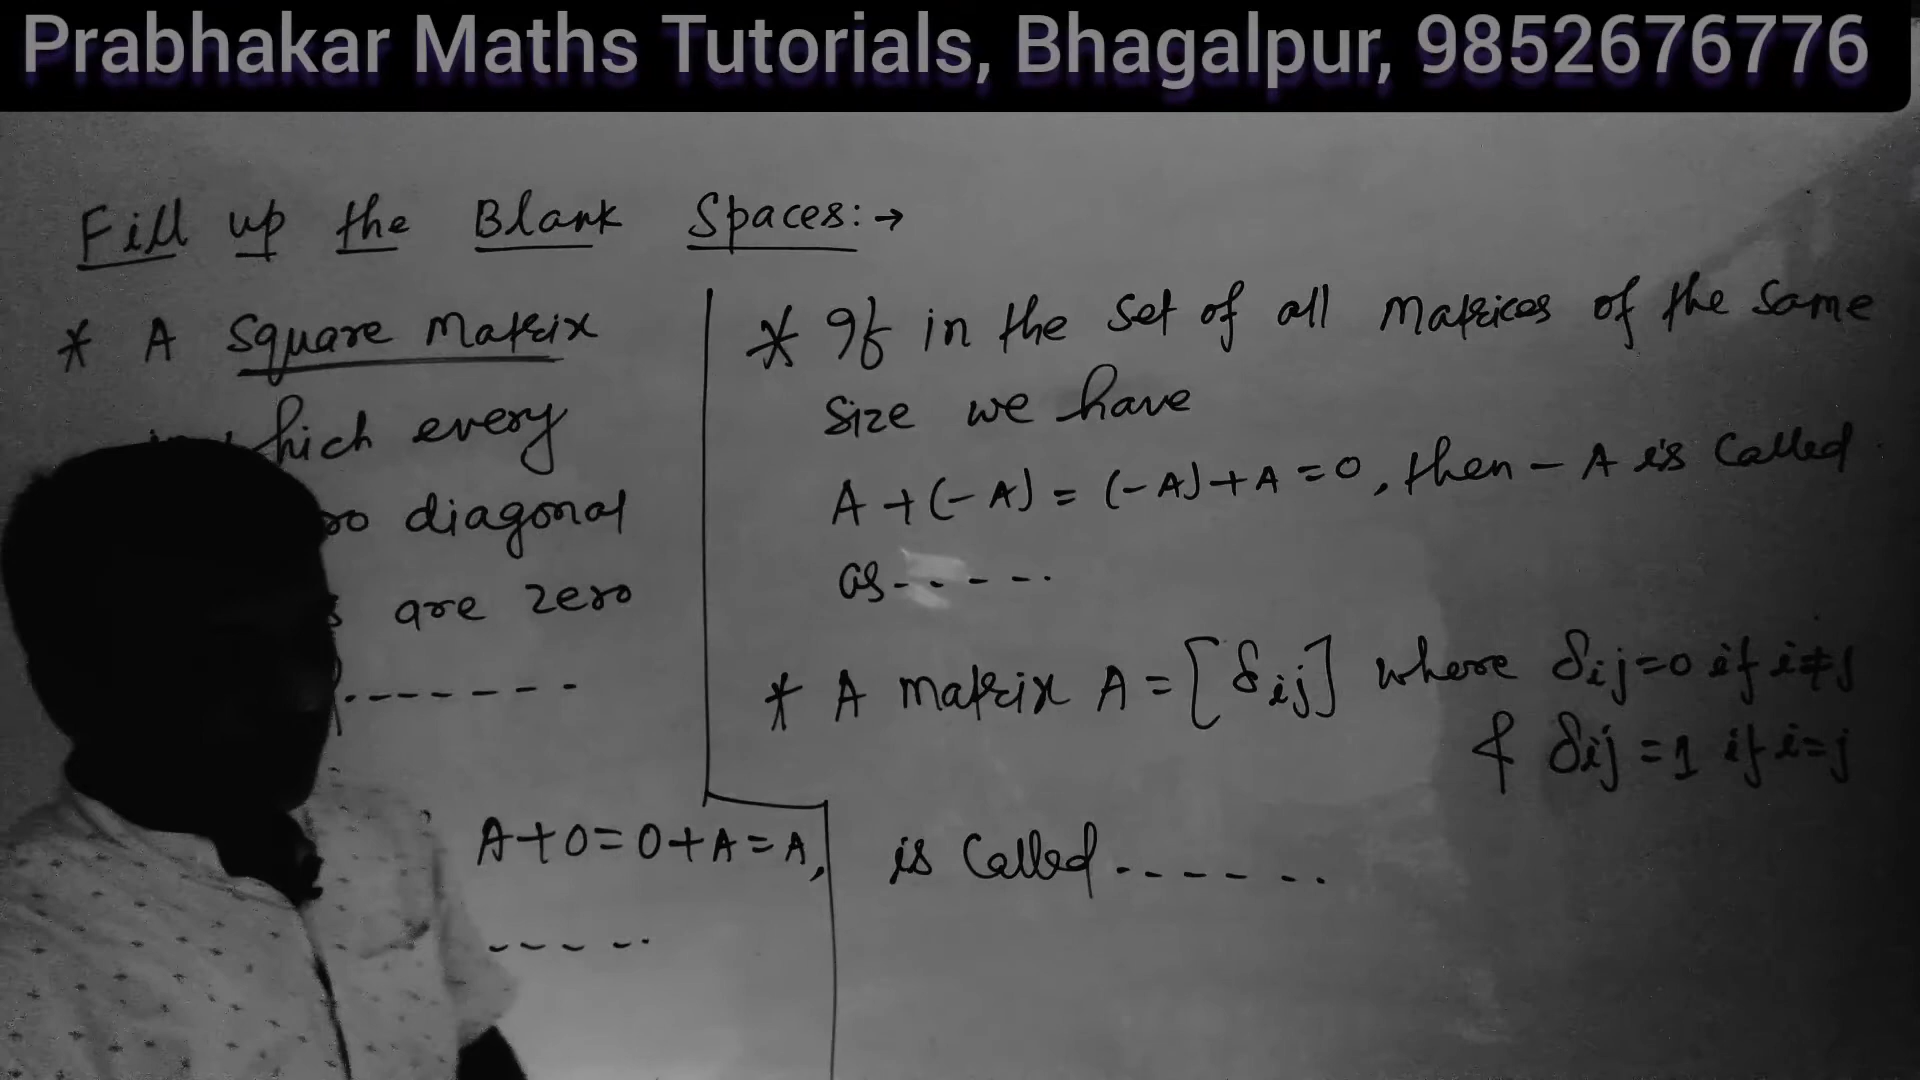 Prabhakar Maths Tutorials, Bhagalpur, 9852676776
Fill up the Blank Spaces:→
* A Square Matrix
which every
diagonal
are zero
-------
A+0=0+A=A,
-----.
* If in the set of all Matrices of the same
size we have
A+(-A)=(-A)+A=0, then -A is called
as-----.
* A matrix A=[δij] where δij=0 if i≠j
& δij=1 if i=j
is called-------.